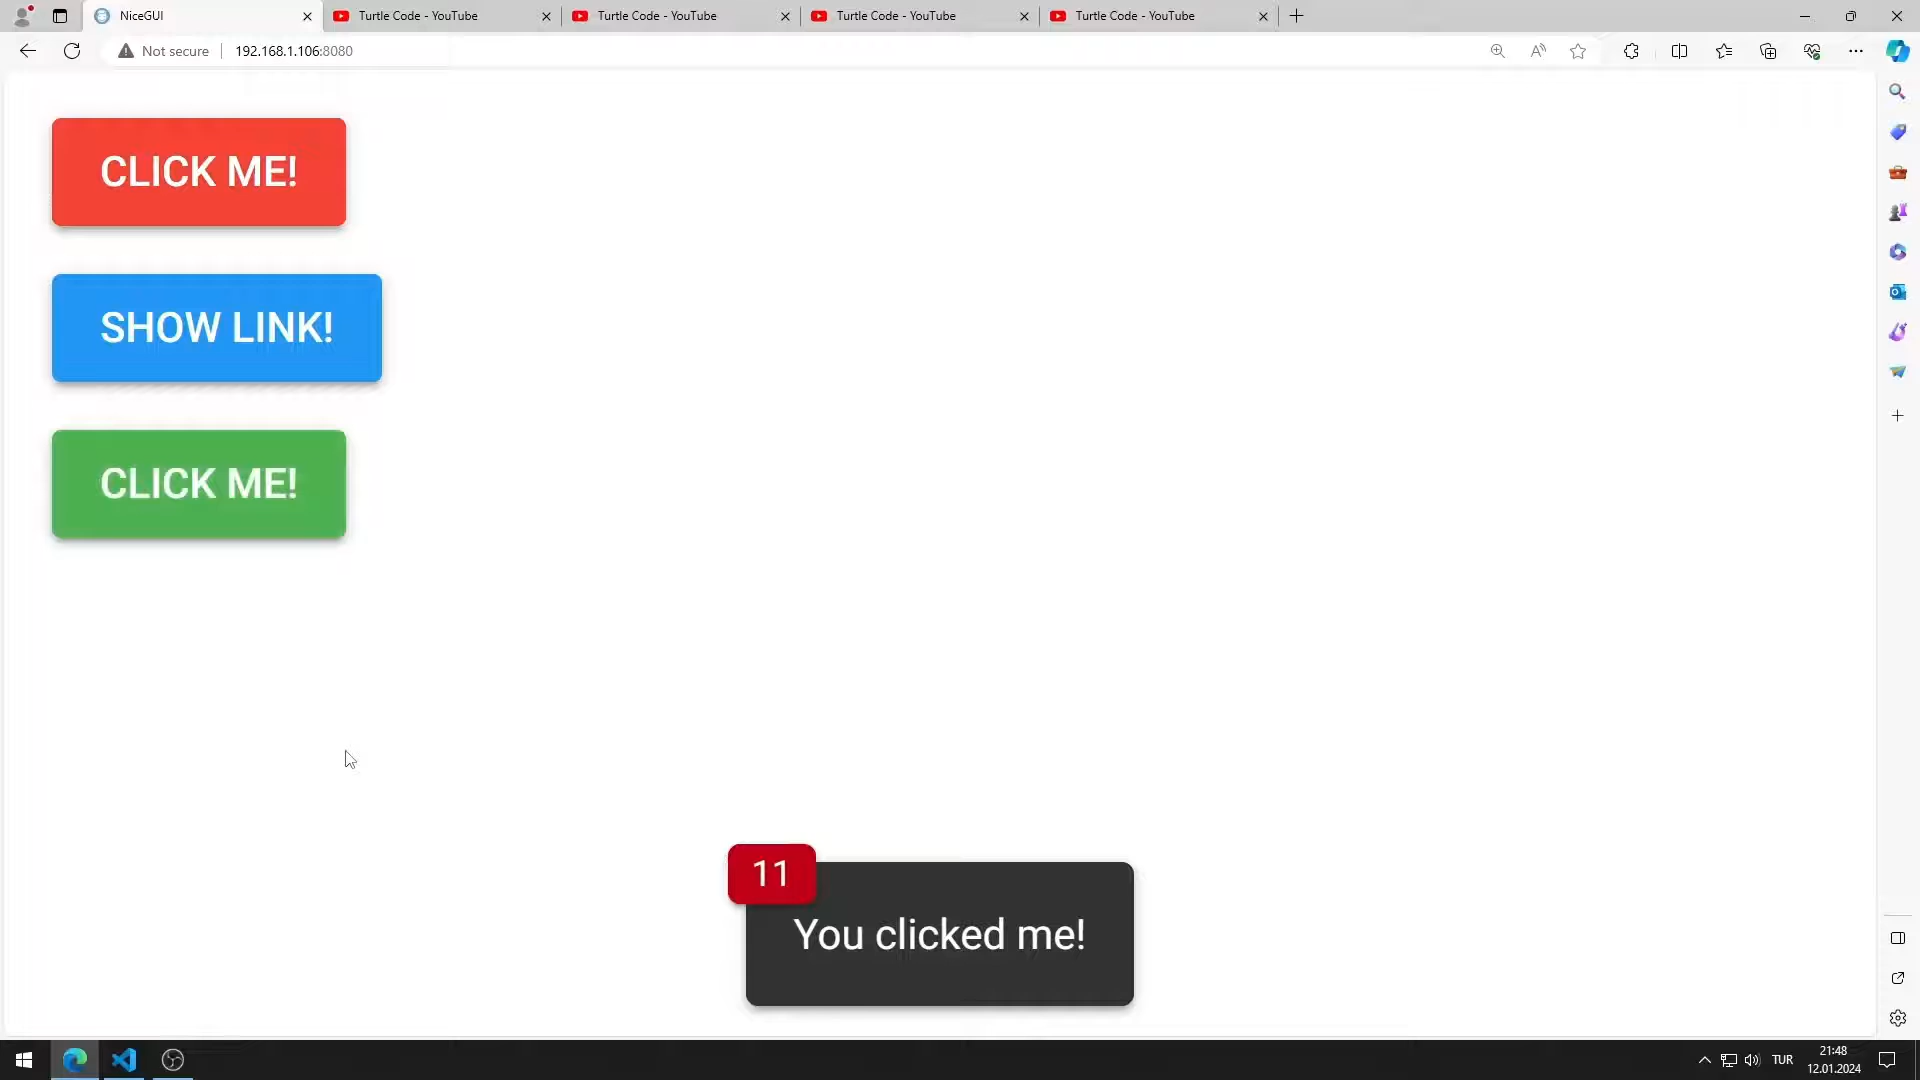 NiceGUI
Turtle Code - YouTube
Turtle Code - YouTube
Turtle Code - YouTube
Turtle Code - YouTube
Not secure
192.168.1.106:8080
CLICK ME!
SHOW LINK!
CLICK ME!
11
You clicked me!
TUR
21:48
12.01.2024